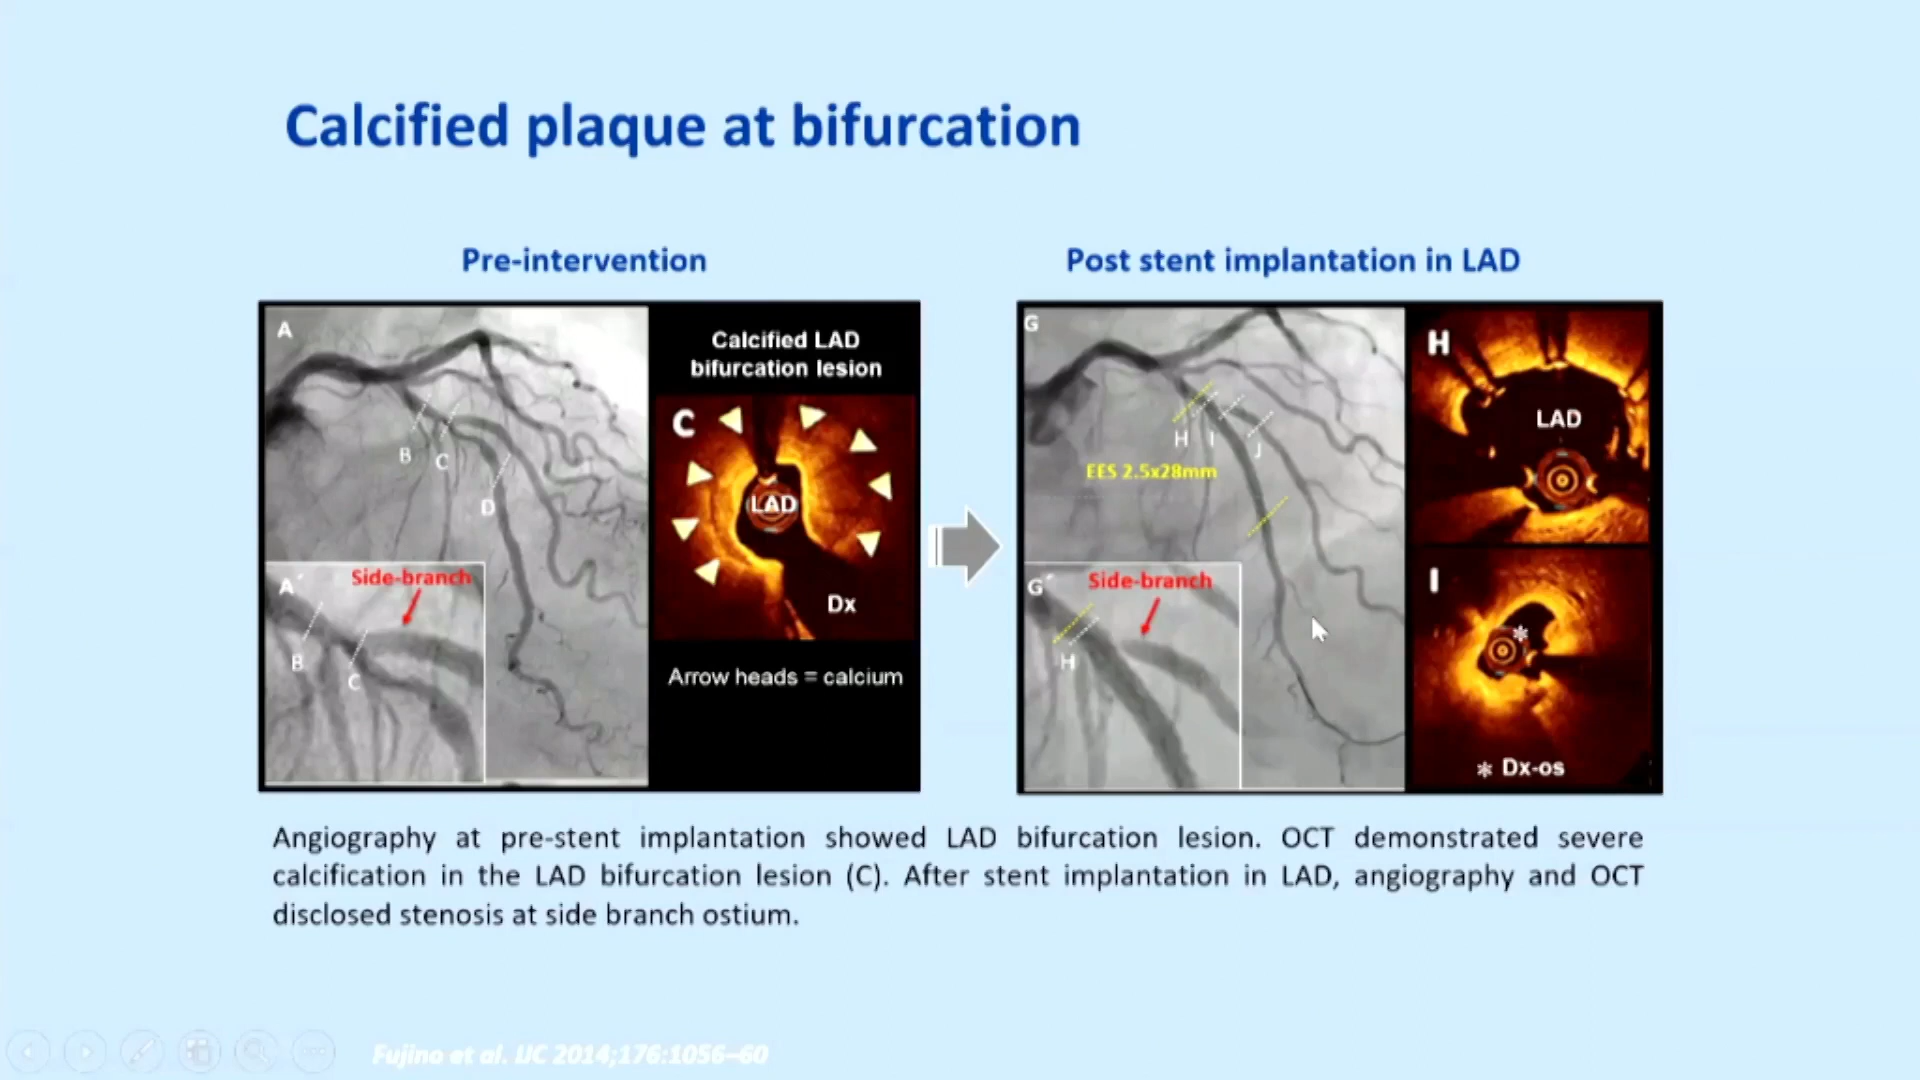 Calcified plaque at bifurcation
Pre-intervention
Post stent implantation in LAD
A
Calcified LAD
bifurcation lesion
C
LAD
Dx
Arrow heads = calcium
B
C
D
A´
Side-branch
B
C
G
H
I
J
EES 2.5x28mm
G´
Side-branch
H
H
LAD
I
* Dx-os
*
Angiography at pre-stent implantation showed LAD bifurcation lesion. OCT demonstrated severe
calcification in the LAD bifurcation lesion (C). After stent implantation in LAD, angiography and OCT
disclosed stenosis at side branch ostium.
Fujino et al. IJC 2014;176:1056–60